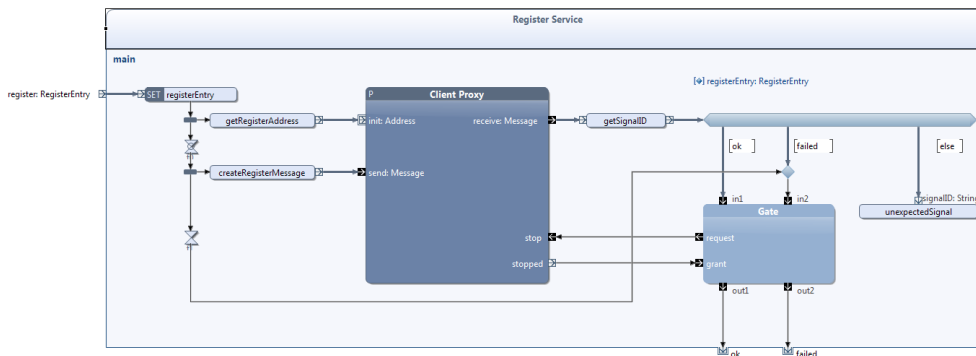 Register Service
main
[ ] registerEntry: RegisterEntry
register: RegisterEntry
SET registerEntry
P Client Proxy
getRegisterAddress
init: Address
receive: Message
getSignalID
[ok
[failed
[else
createRegisterMessage
send: Message
in1
in2
signalID: String
Gate
unexpectedSignal
stop
request
stopped
grant
out1
out2
ok
failed